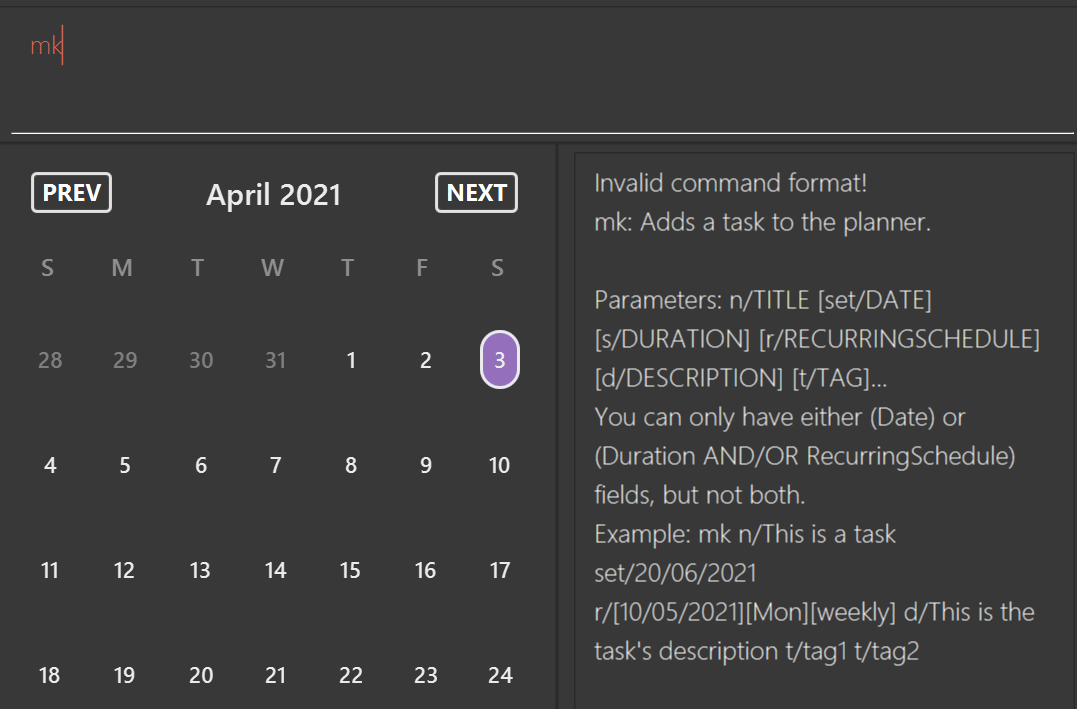 mk
PREV April 2021 NEXT
S M T W T F S
28 29 30 31 1 2 3
4 5 6 7 8 9 10
11 12 13 14 15 16 17
18 19 20 21 22 23 24
Invalid command format!
mk: Adds a task to the planner.
Parameters: n/TITLE [set/DATE]
[s/DURATION] [r/RECURRINGSCHEDULE]
[d/DESCRIPTION] [t/TAG]...
You can only have either (Date) or
(Duration AND/OR RecurringSchedule)
fields, but not both.
Example: mk n/This is a task
set/20/06/2021
r/[10/05/2021][Mon][weekly] d/This is the
task's description t/tag1 t/tag2